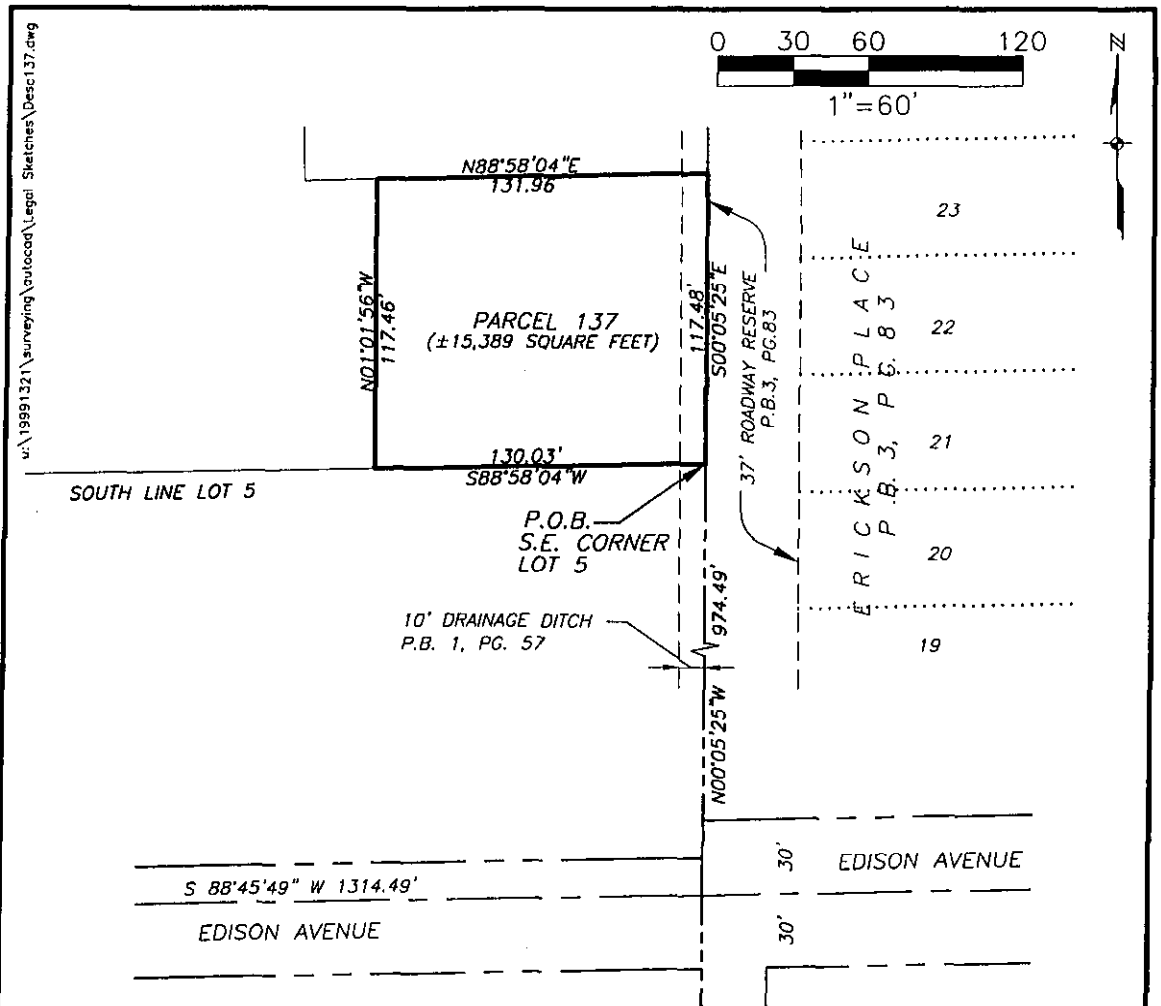 u:\19991321\surveying\autocad\Legal Sketches\Desc137.dwg
0 30 60 120
1"=60'
N
N88°58'04"E
131.96
N01°01'56"W
117.46'
PARCEL 137
(±15,389 SQUARE FEET)
117.48'
S00°05'25"E
37' ROADWAY RESERVE
P.B.3, PG.83
ERICKSON PLACE
P.B. 3, PG. 83
23
22
21
20
19
130.03'
S88°58'04"W
SOUTH LINE LOT 5
P.O.B.
S.E. CORNER
LOT 5
10' DRAINAGE DITCH
P.B. 1, PG. 57
974.49'
N00°05'25"W
30'
EDISON AVENUE
S 88°45'49" W 1314.49'
EDISON AVENUE
30'